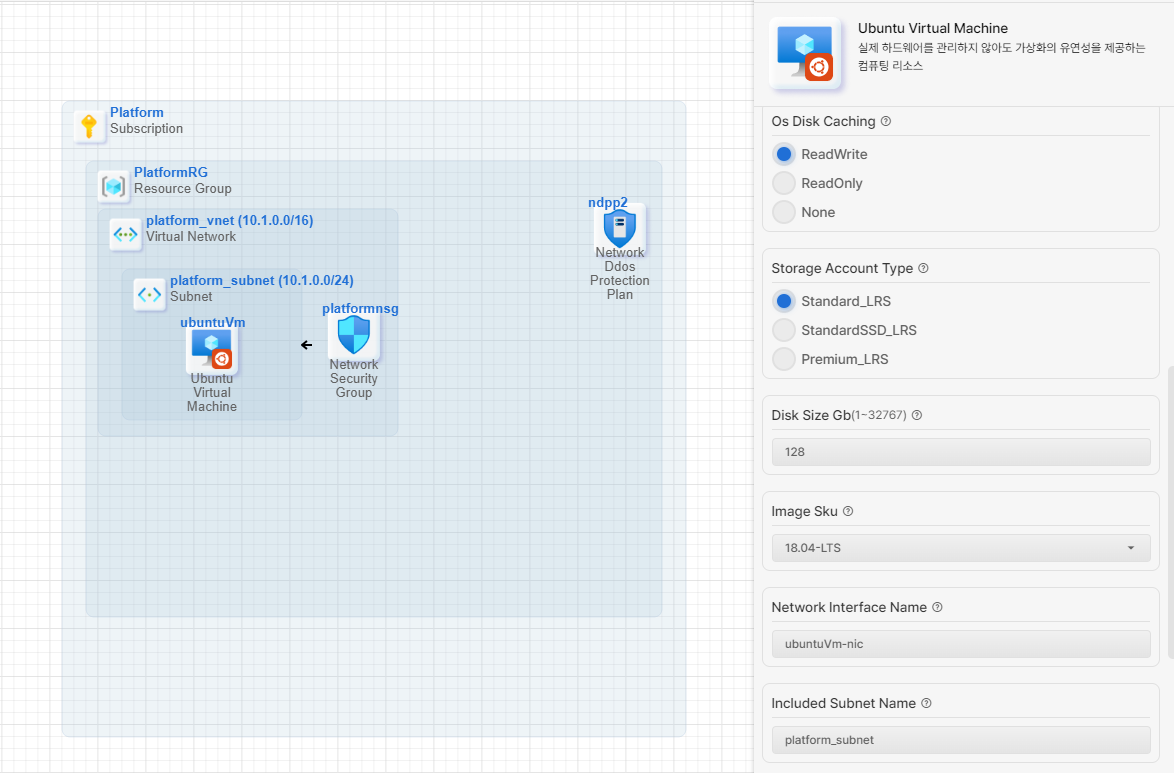 Platform
Subscription
PlatformRG
Resource Group
platform_vnet (10.1.0.0/16)
Virtual Network
platform_subnet (10.1.0.0/24)
Subnet
ubuntuVm
Ubuntu
Virtual
Machine
platformnsg
Network
Security
Group
ndpp2
Network
Ddos
Protection
Plan
Ubuntu Virtual Machine
실제 하드웨어를 관리하지 않아도 가상화의 유연성을 제공하는
컴퓨팅 리소스
Os Disk Caching ?
ReadWrite
ReadOnly
None
Storage Account Type ?
Standard_LRS
StandardSSD_LRS
Premium_LRS
Disk Size Gb(1~32767) ?
128
Image Sku ?
18.04-LTS
Network Interface Name ?
ubuntuVm-nic
Included Subnet Name ?
platform_subnet